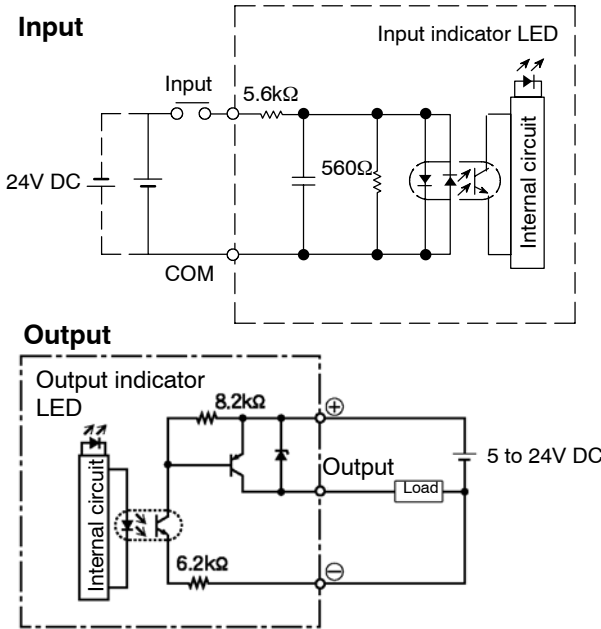 Input
Input indicator LED
Input
5.6kΩ
560Ω
24V DC
Internal circuit
COM
Output
Output indicator
LED
8.2kΩ
⊕
5 to 24V DC
Output
Load
Internal circuit
6.2kΩ
⊖